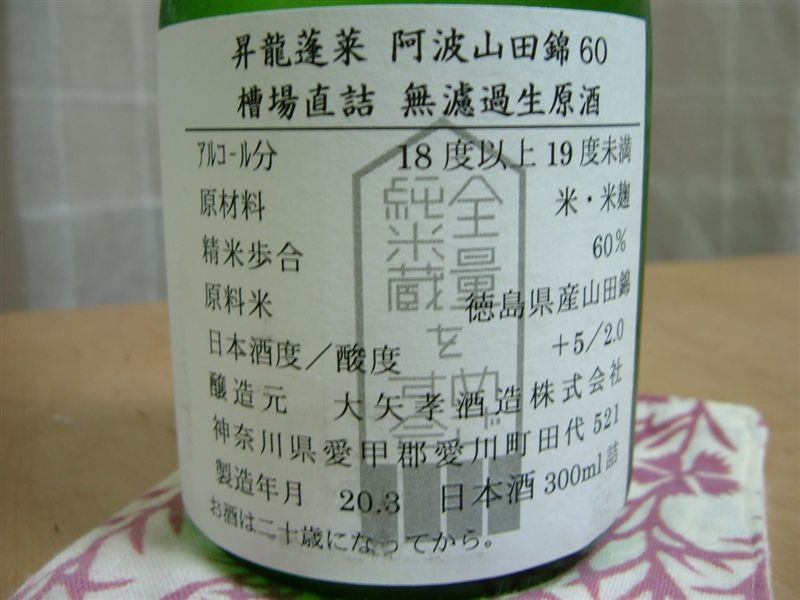 昇龍蓬莱 阿波山田錦60
槽場直詰 無濾過生原酒
アルコール分 18度以上19度未満
原材料 米・米麹
精米歩合 60%
原料米 徳島県産山田錦
日本酒度/酸度 +5/2.0
醸造元 大矢孝酒造株式会社
神奈川県愛甲郡愛川町田代521
製造年月 20.3 日本酒300ml詰
お酒は二十歳になってから。
全量
純米蔵
を
めざす
会